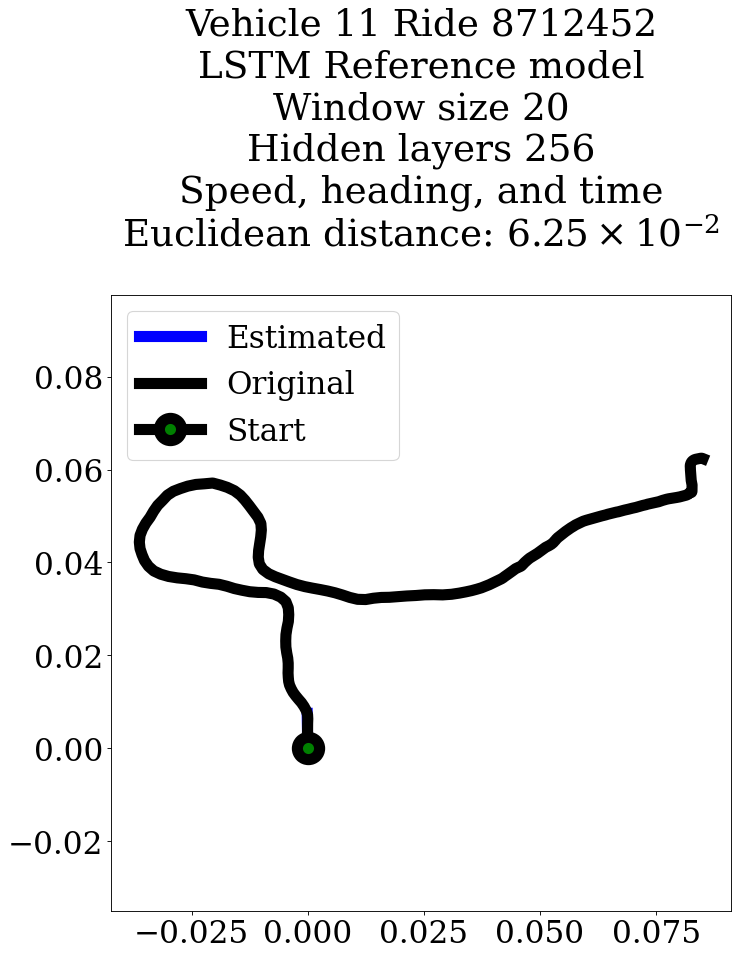 Vehicle 11 Ride 8712452
LSTM Reference model
Window size 20
Hidden layers 256
Speed, heading, and time
Euclidean distance: 6.25 × 10⁻²
Estimated
Original
Start
0.08
0.06
0.04
0.02
0.00
−0.02
−0.025 0.000 0.025 0.050 0.075